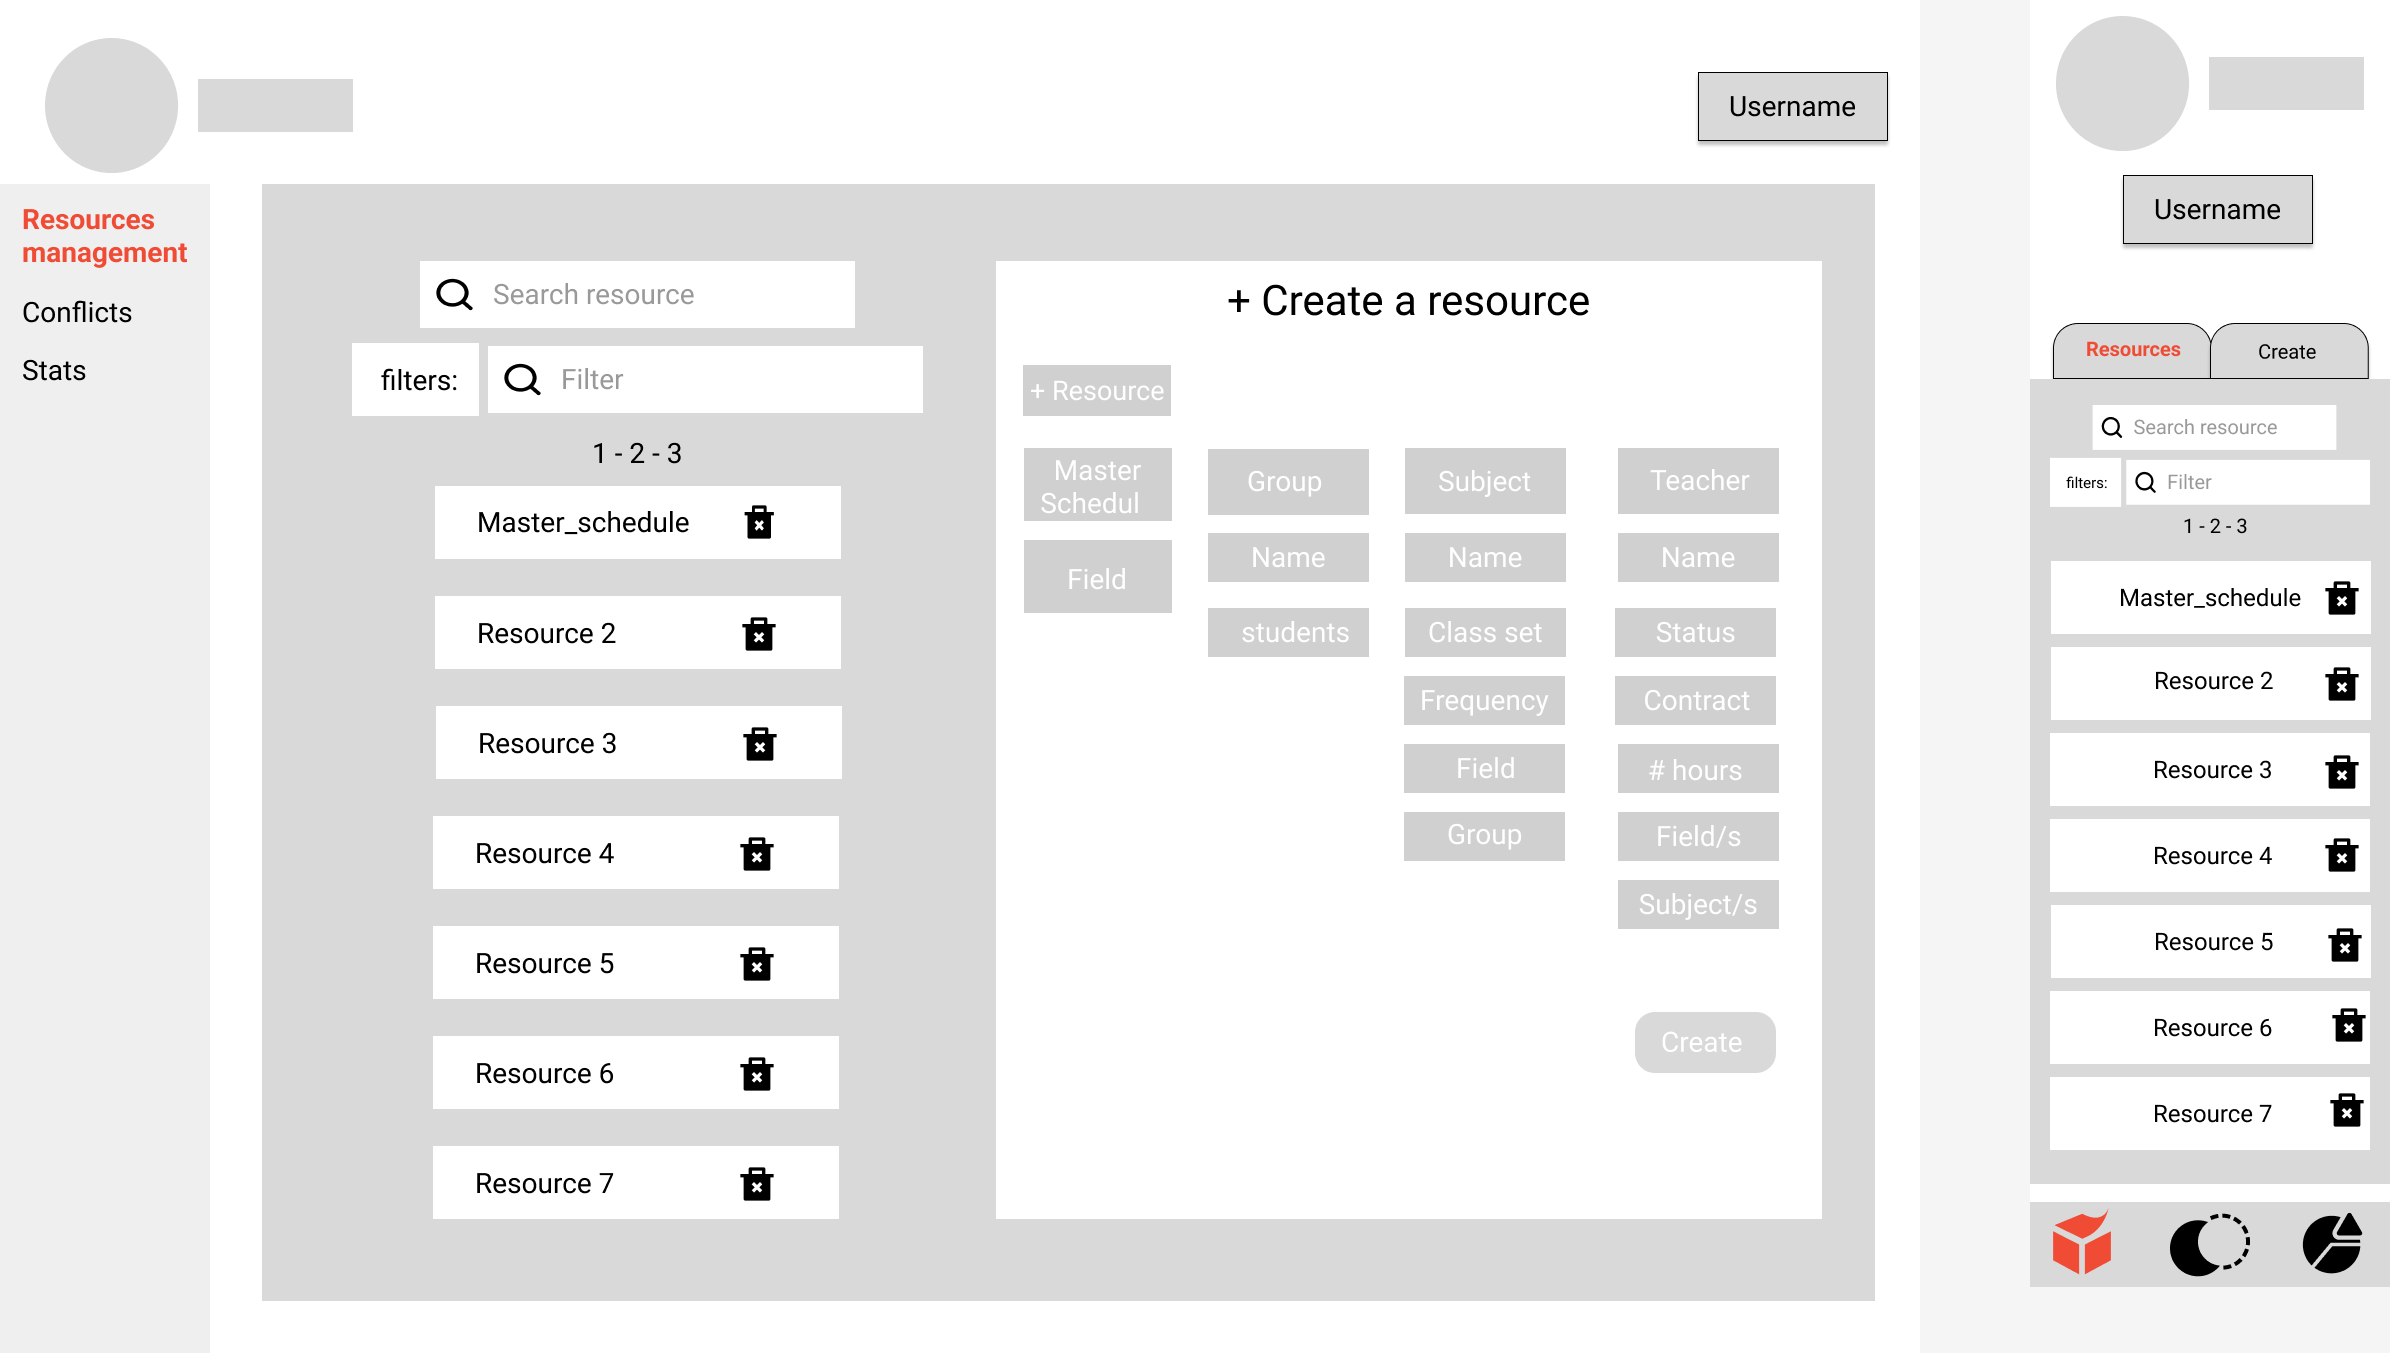 Username
Resources
management
Conflicts
Stats
Search resource
filters:
Filter
1 - 2 - 3
Master_schedule
Resource 2
Resource 3
Resource 4
Resource 5
Resource 6
Resource 7
+ Create a resource
+ Resource
Master
Schedul
Field
Group
Name
students
Subject
Name
Class set
Frequency
Field
Group
Teacher
Name
Status
Contract
# hours
Field/s
Subject/s
Create
Username
Resources
Create
Search resource
filters:
Filter
1 - 2 - 3
Master_schedule
Resource 2
Resource 3
Resource 4
Resource 5
Resource 6
Resource 7